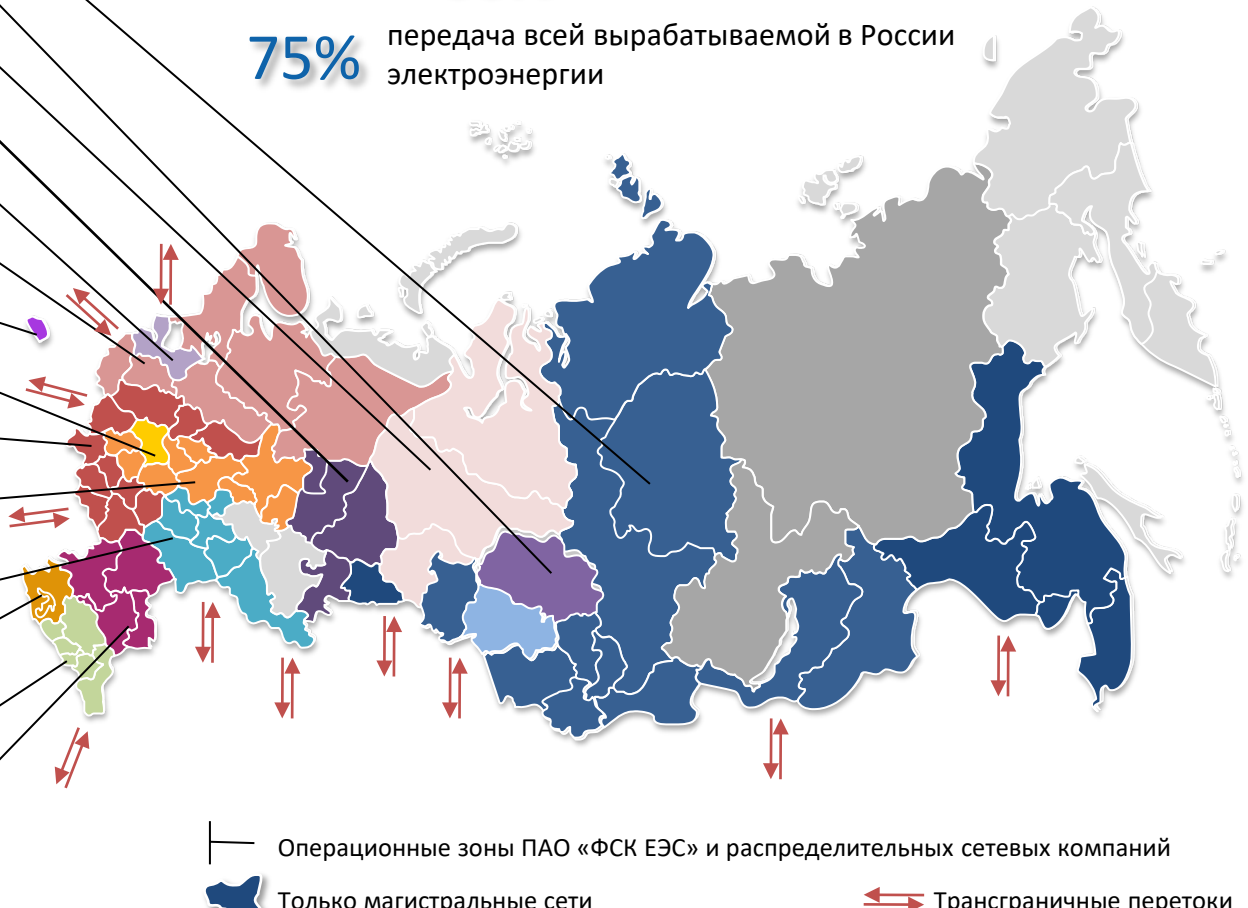 75%
передача всей вырабатываемой в России
электроэнергии
Операционные зоны ПАО «ФСК ЕЭС» и распределительных сетевых компаний
Только магистральные сети
Трансграничные перетоки